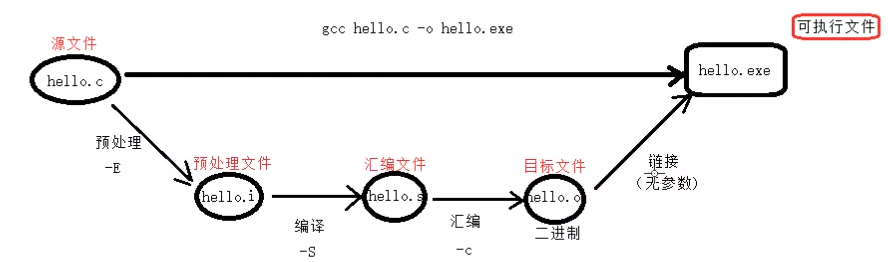 gcc hello.c -o hello.exe
可执行文件
源文件
hello.c
hello.exe
预处理
-E
预处理文件
汇编文件
目标文件
链接
(无参数)
hello.i
hello.s
hello.o
编译
-S
汇编
-c
二进制